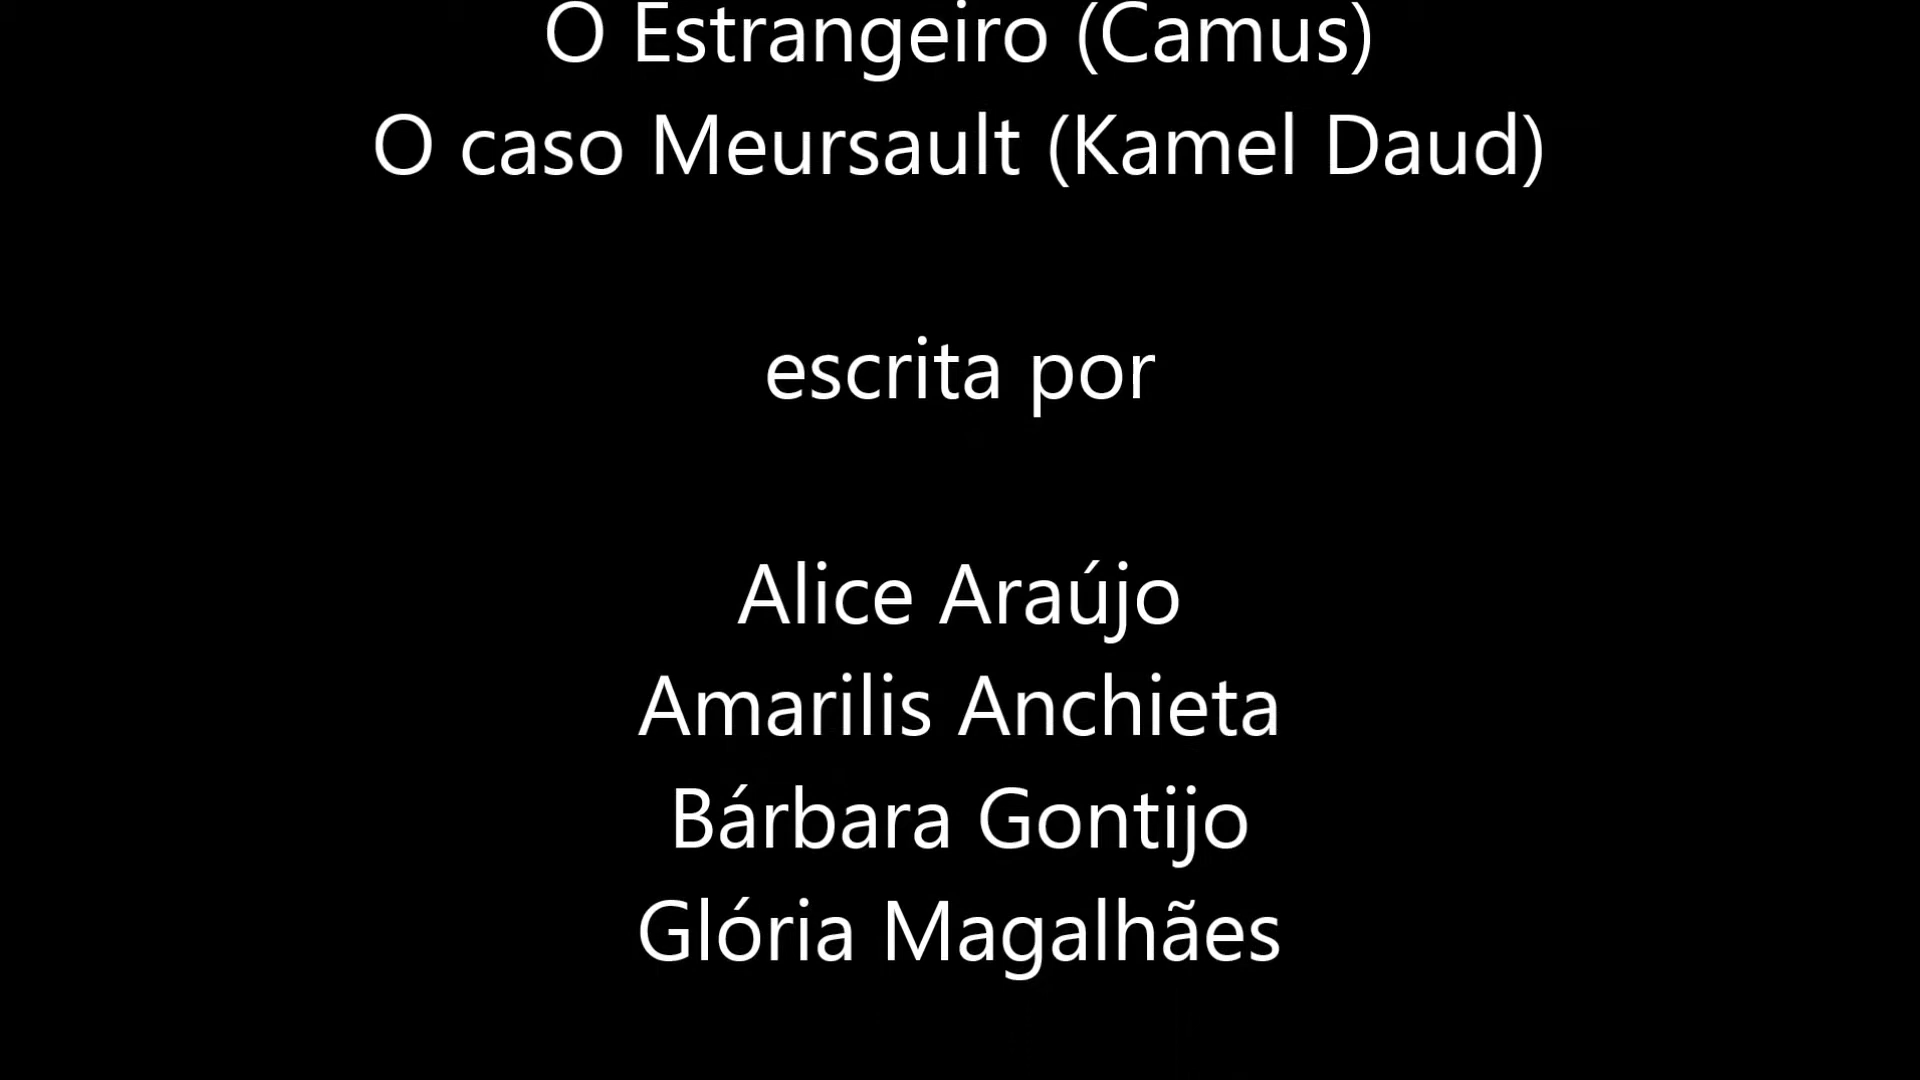 O Estrangeiro (Camus)
O caso Meursault (Kamel Daud)
escrita por
Alice Araújo
Amarilis Anchieta
Bárbara Gontijo
Glória Magalhães